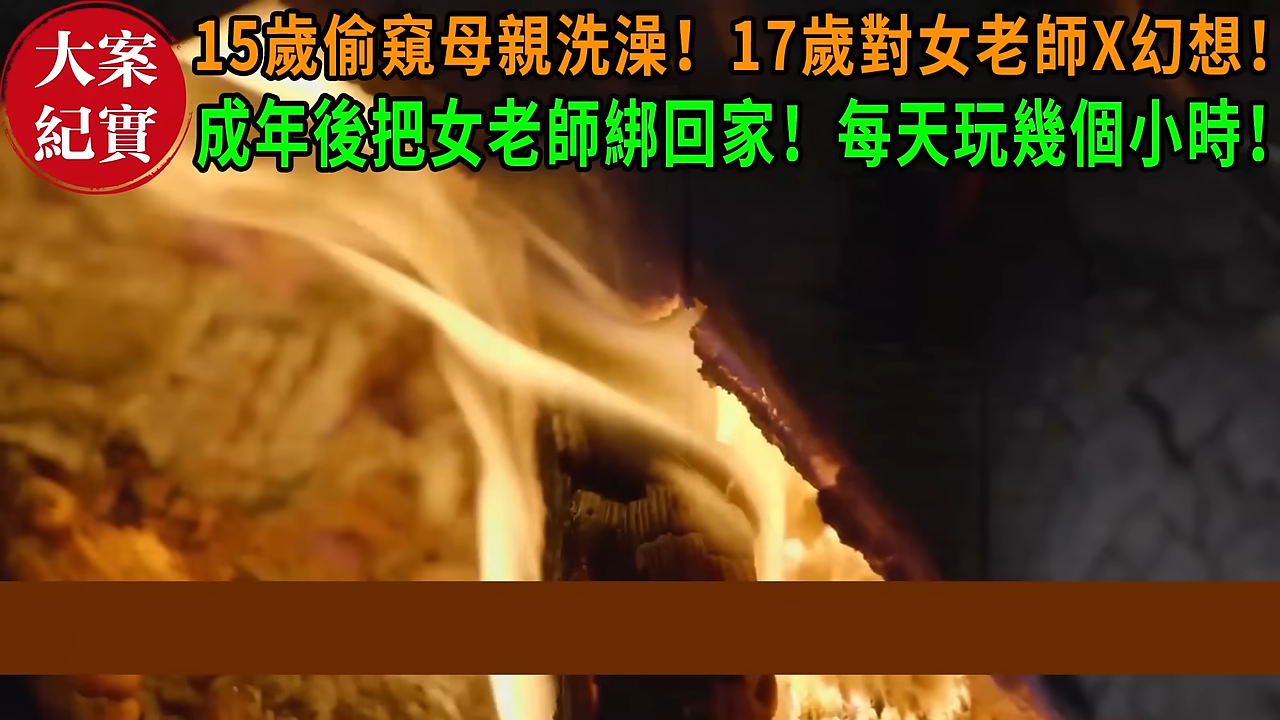 大案
紀實
15歲偷窺母親洗澡！17歲對女老師X幻想！
成年後把女老師綁回家！每天玩幾個小時！